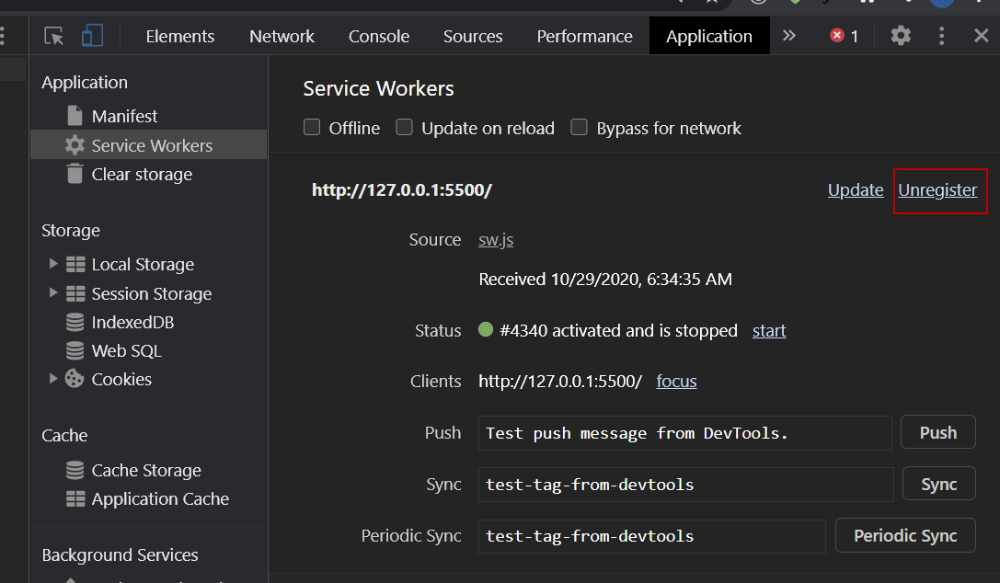 Elements Network Console Sources Performance Application 1
Application
Manifest
Service Workers
Clear storage
Storage
Local Storage
Session Storage
IndexedDB
Web SQL
Cookies
Cache
Cache Storage
Application Cache
Background Services
Service Workers
Offline Update on reload Bypass for network
http://127.0.0.1:5500/ Update Unregister
Source sw.js
Received 10/29/2020, 6:34:35 AM
Status #4340 activated and is stopped start
Clients http://127.0.0.1:5500/ focus
Push Test push message from DevTools. Push
Sync test-tag-from-devtools Sync
Periodic Sync test-tag-from-devtools Periodic Sync